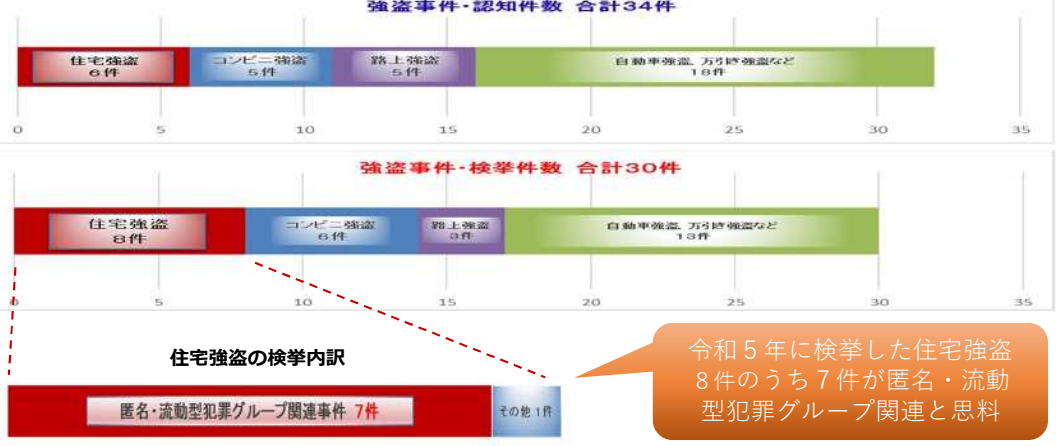 強盗事件・認知件数 合計34件
住宅強盗
6件
コンビニ強盗
5件
路上強盗
5件
自動車強盗、万引き強盗など
18件
0 5 10 15 20 25 30 35
強盗事件・検挙件数 合計30件
住宅強盗
8件
コンビニ強盗
6件
路上強盗
3件
自動車強盗、万引き強盗など
13件
0 5 10 15 20 25 30 35
住宅強盗の検挙内訳
匿名・流動型犯罪グループ関連事件 7件
その他 1件
令和5年に検挙した住宅強盗
8件のうち7件が匿名・流動
型犯罪グループ関連と思料